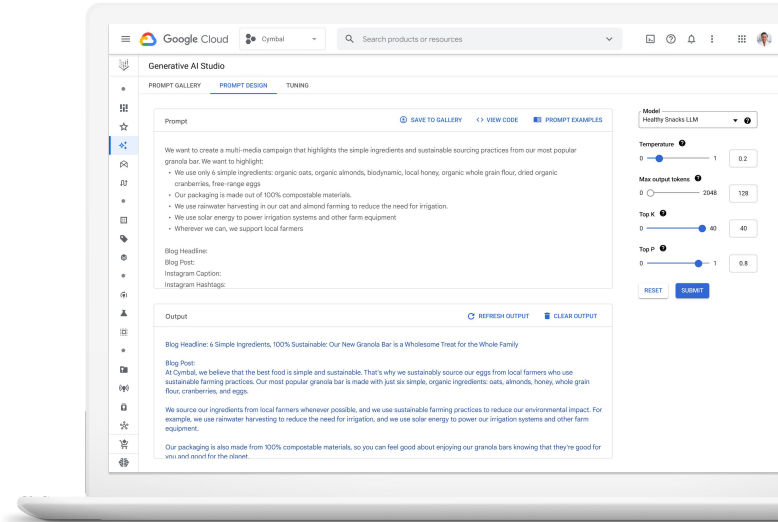 Google Cloud
Cymbal
Search products or resources
Generative AI Studio
PROMPT GALLERY
PROMPT DESIGN
TUNING
Prompt
SAVE TO GALLERY
<> VIEW CODE
PROMPT EXAMPLES
We want to create a multi-media campaign that highlights the simple ingredients and sustainable sourcing practices from our most popular
granola bar. We want to highlight:
• We use only 6 simple ingredients: organic oats, organic almonds, biodynamic, local honey, organic whole grain flour, dried organic
cranberries, free-range eggs
• Our packaging is made out of 100% compostable materials.
• We use rainwater harvesting in our oat and almond farming to reduce the need for irrigation.
• We use solar energy to power irrigation systems and other farm equipment
• Wherever we can, we support local farmers
Blog Headline:
Blog Post:
Instagram Caption:
Instagram Hashtags:
Output
REFRESH OUTPUT
CLEAR OUTPUT
Blog Headline: 6 Simple Ingredients, 100% Sustainable: Our New Granola Bar is a Wholesome Treat for the Whole Family
Blog Post:
At Cymbal, we believe that the best food is simple and sustainable. That's why we sustainably source our eggs from local farmers who use
sustainable farming practices. Our most popular granola bar is made with just six simple, organic ingredients: oats, almonds, honey, whole grain
flour, cranberries, and eggs.
We source our ingredients from local farmers whenever possible, and we use sustainable farming practices to reduce our environmental impact. For
example, we use rainwater harvesting to reduce the need for irrigation, and we use solar energy to power our irrigation systems and other farm
equipment.
Our packaging is also made from 100% compostable materials, so you can feel good about enjoying our granola bars knowing that they're good for
you and good for the planet.
Model
Healthy Snacks LLM
Temperature
0 1 0.2
Max output tokens
0 2048 128
Top K
0 40 40
Top P
0 1 0.8
RESET
SUBMIT